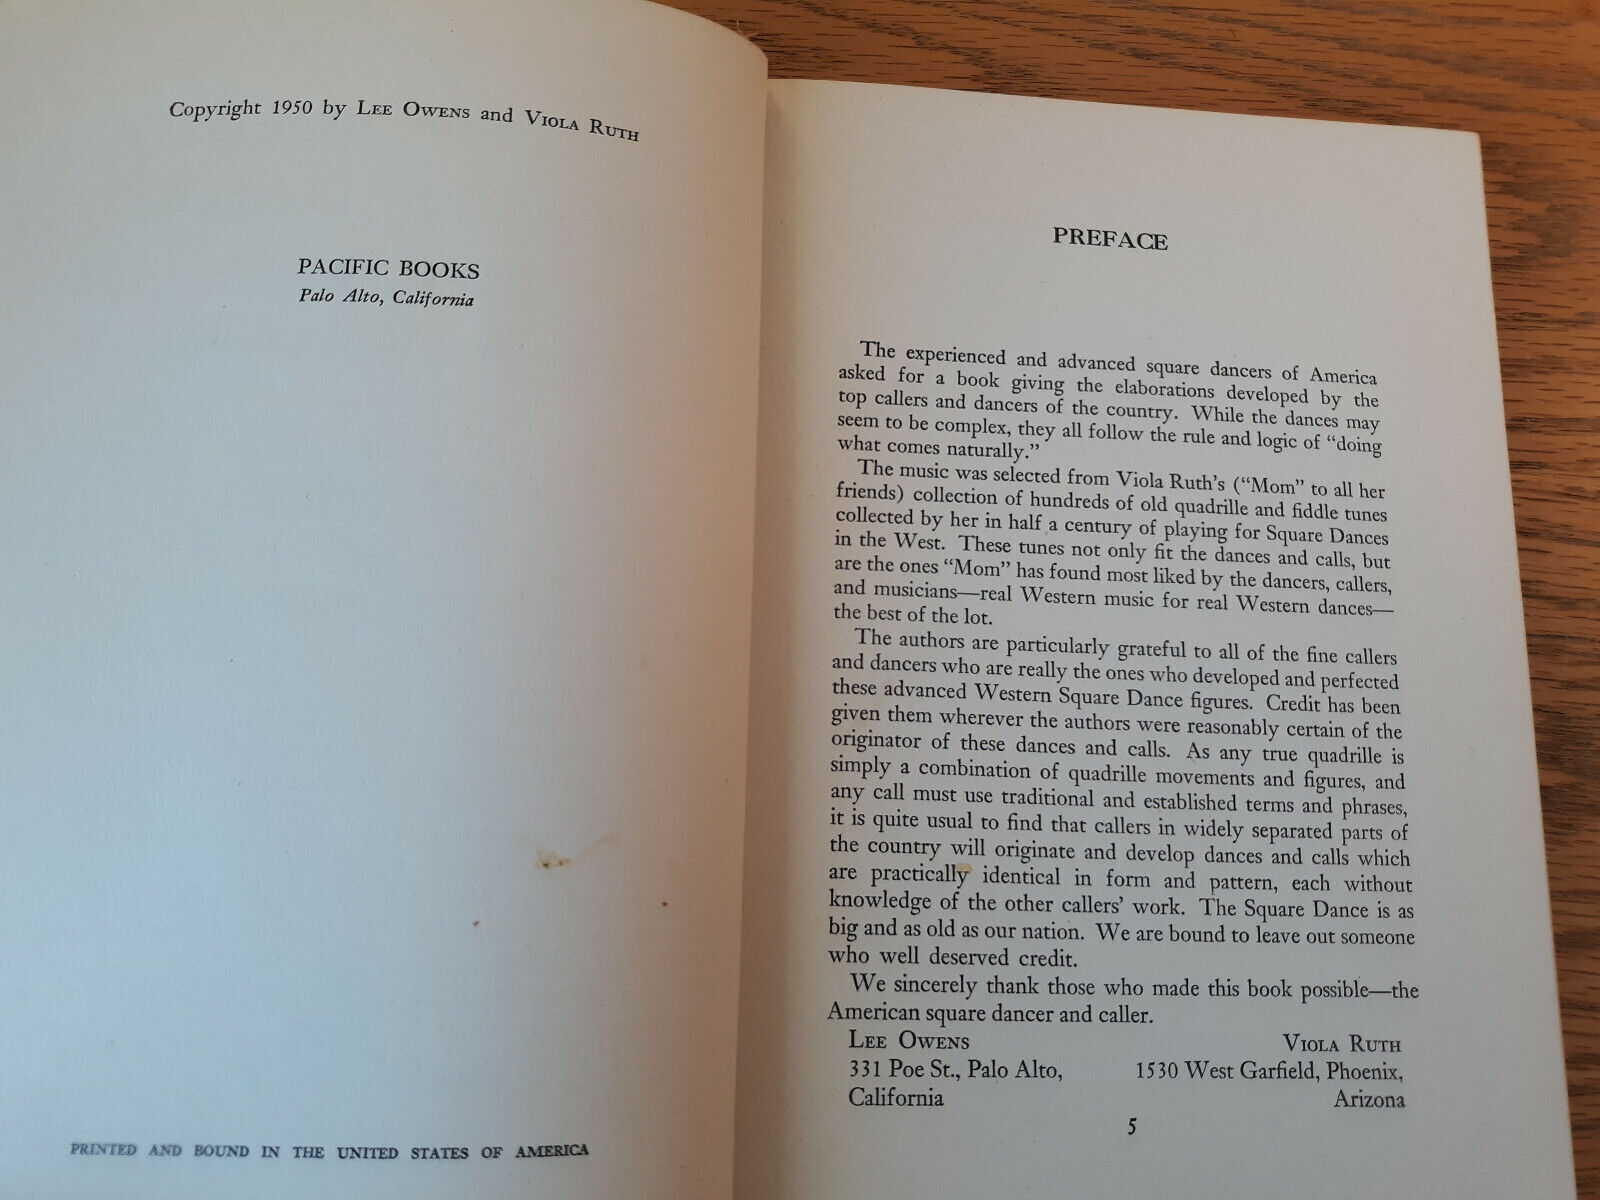 Copyright 1950 by LEE OWENS and VIOLA RUTH
PACIFIC BOOKS
Palo Alto, California
PRINTED AND BOUND IN THE UNITED STATES OF AMERICA
PREFACE
The experienced and advanced square dancers of America
asked for a book giving the elaborations developed by the
top callers and dancers of the country. While the dances may
seem to be complex, they all follow the rule and logic of “doing
what comes naturally.”
The music was selected from Viola Ruth’s (“Mom” to all her
friends) collection of hundreds of old quadrille and fiddle tunes
collected by her in half a century of playing for Square Dances
in the West. These tunes not only fit the dances and calls, but
are the ones “Mom” has found most liked by the dancers, callers,
and musicians—real Western music for real Western dances—
the best of the lot.
The authors are particularly grateful to all of the fine callers
and dancers who are really the ones who developed and perfected
these advanced Western Square Dance figures. Credit has been
given them wherever the authors were reasonably certain of the
originator of these dances and calls. As any true quadrille is
simply a combination of quadrille movements and figures, and
any call must use traditional and established terms and phrases,
it is quite usual to find that callers in widely separated parts of
the country will originate and develop dances and calls which
are practically identical in form and pattern, each without
knowledge of the other callers’ work. The Square Dance is as
big and as old as our nation. We are bound to leave out someone
who well deserved credit.
We sincerely thank those who made this book possible—the
American square dancer and caller.
LEE OWENS VIOLA RUTH
331 Poe St., Palo Alto, 1530 West Garfield, Phoenix,
California Arizona
5